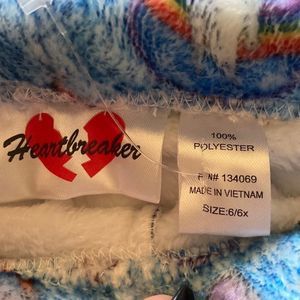 Heartbreaker
100%
POLYESTER
RN# 134069
MADE IN VIETNAM
SIZE:6/6x